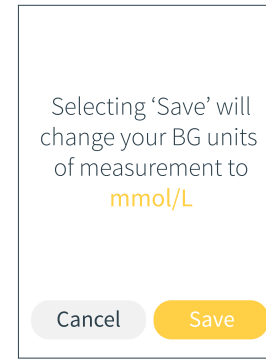 Selecting ‘Save’ will
change your BG units
of measurement to
mmol/L
Cancel
Save